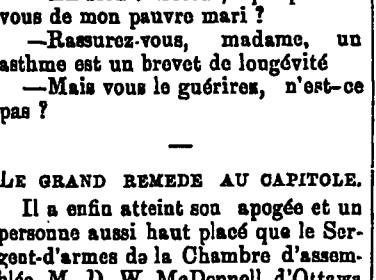 vous de mon pauvre mari ?
—Rassurez-vous, madame, un
asthme est un brevet de longévité
—Mais vous le guérirez, n'est-ce
pas ?
LE GRAND REMEDE AU CAPITOLE.
Il a enfin atteint son apogée et un
personne aussi haut placé que le Ser-
gent-d'armes de la Chambre d'assem-
blée M. D. W. McDonnell d'Ottawa